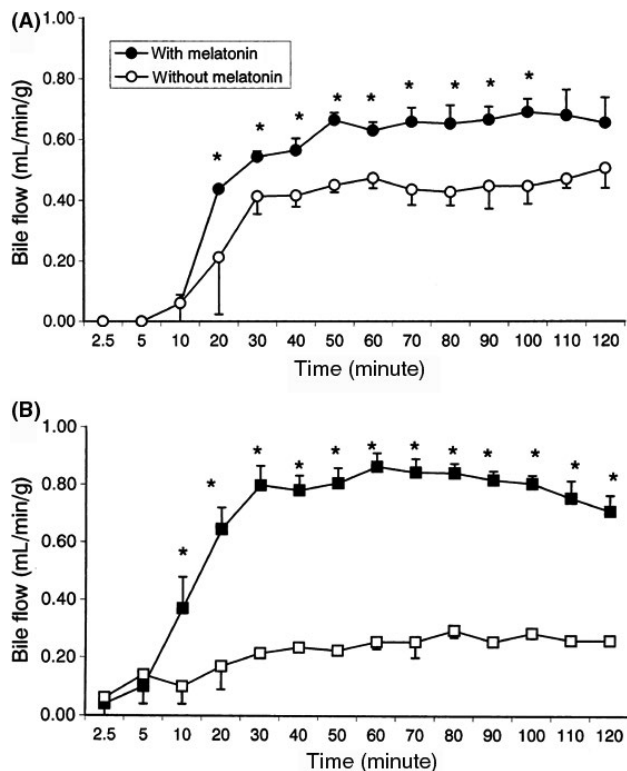 (A)
With melatonin
Without melatonin
Bile flow (mL/min/g)
1.00
0.80
0.60
0.40
0.20
0.00
* * * * * * * * *
2.5 5 10 20 30 40 50 60 70 80 90 100 110 120
Time (minute)
(B)
Bile flow (mL/min/g)
1.00
0.80
0.60
0.40
0.20
0.00
* * * * * * * * * * * *
2.5 5 10 20 30 40 50 60 70 80 90 100 110 120
Time (minute)